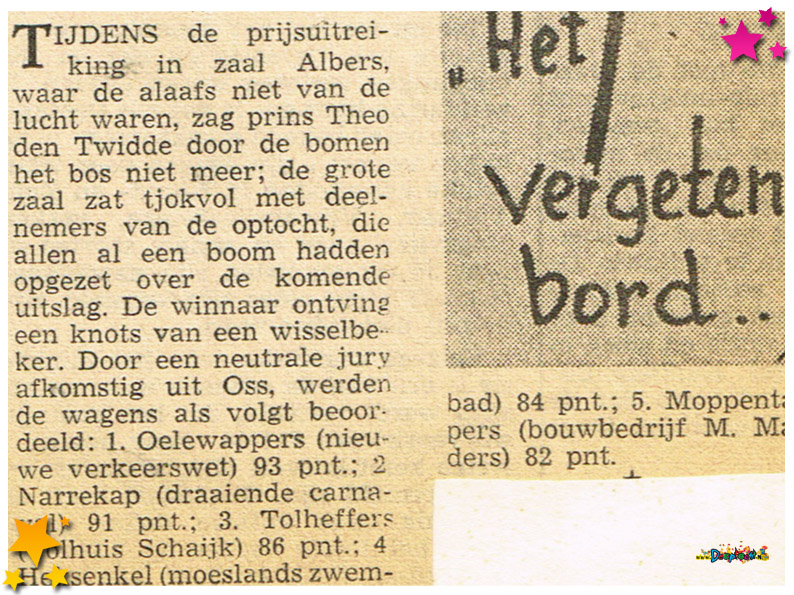 TIJDENS de prijsuitrei-
king in zaal Albers,
waar de alaafs niet van de
lucht waren, zag prins Theo
den Twidde door de bomen
het bos niet meer; de grote
zaal zat tjokvol met deel-
nemers van de optocht, die
allen al een boom hadden
opgezet over de komende
uitslag. De winnaar ontving
een knots van een wisselbe-
ker. Door een neutrale jury
afkomstig uit Oss, werden
de wagens als volgt beoor-
deeld: 1. Oelewappers (nieu-
we verkeerswet) 93 pnt.; 2
Narrekap (draaiende carna-
91 pnt.; 3. Tolheffers
Schaijk) 86 pnt.; 4
(moeslands zwem-
„Het
vergeten
bord..
bad) 84 pnt.; 5. Moppenta
pers (bouwbedrijf M. Ma
ders) 82 pnt.